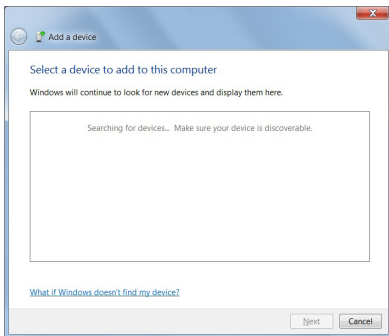 Add a device
Select a device to add to this computer
Windows will continue to look for new devices and display them here.
Searching for devices... Make sure your device is discoverable.
What if Windows doesn't find my device?
Next Cancel